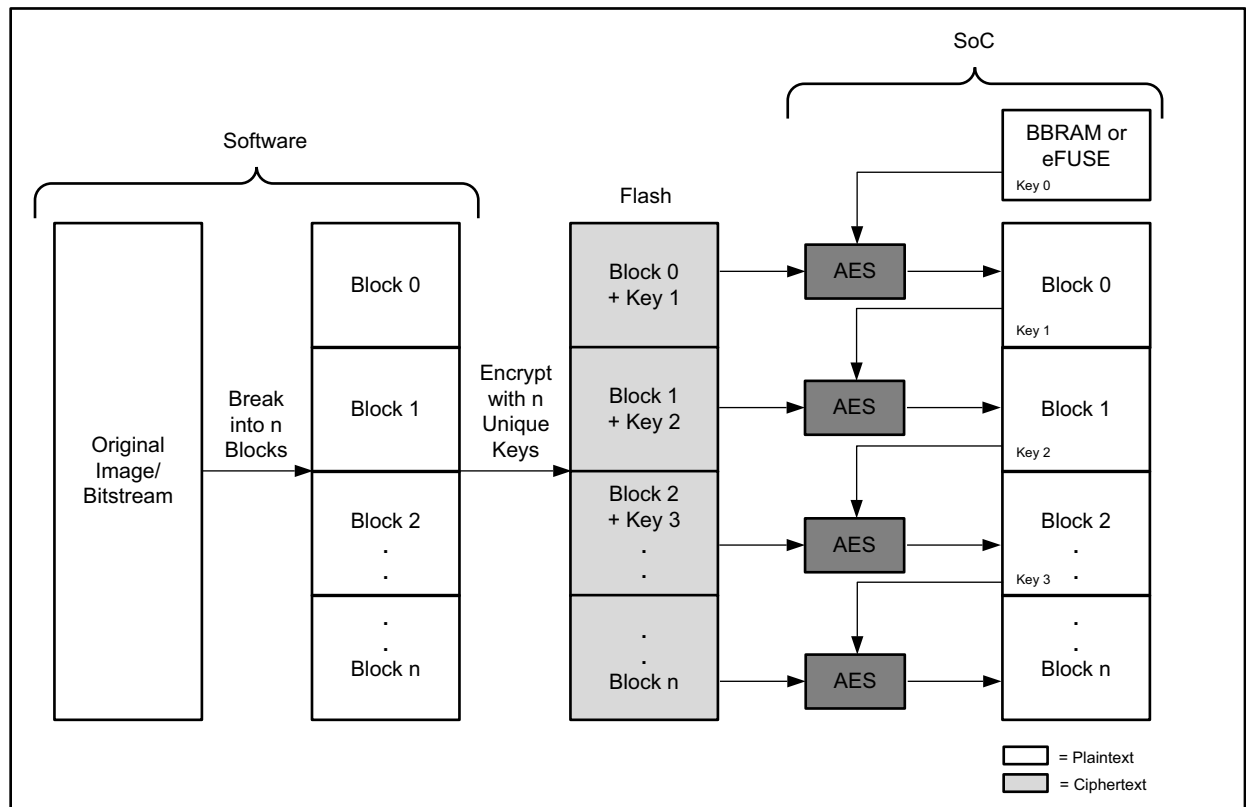 SoC
Software
BBRAM or
eFUSE
Key 0
Flash
Block 0
Block 0
+ Key 1
AES
Block 0
Key 1
Original
Image/
Bitstream
Break
into n
Blocks
Block 1
Encrypt
with n
Unique
Keys
Block 1
+ Key 2
AES
Block 1
Key 2
Block 2
.
.
Block 2
+ Key 3
.
.
AES
Block 2
.
.
Key 3
.
.
Block n
.
.
Block n
AES
.
.
Block n
= Plaintext
= Ciphertext